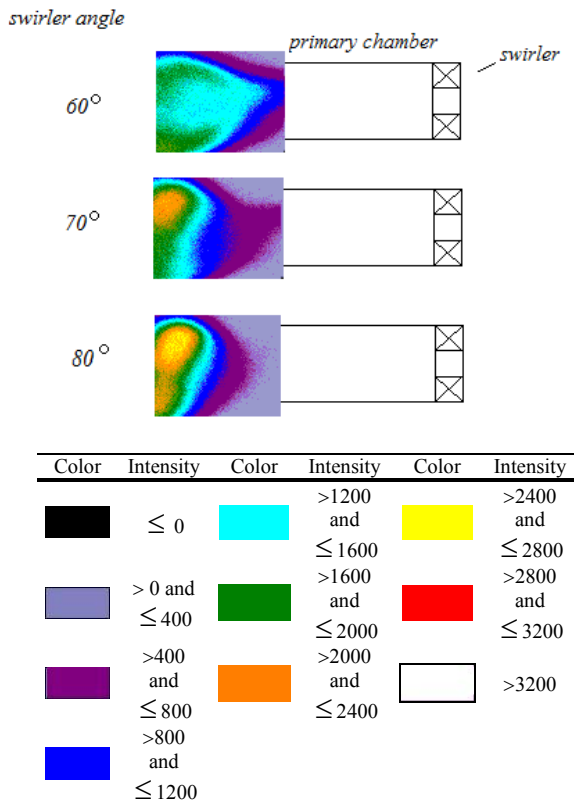 swirler angle
primary chamber
swirler
60°
70°
80°
Color Intensity Color Intensity Color Intensity
≤ 0
>1200
and
≤1600
>2400
and
≤2800
> 0 and
≤400
>1600
and
≤2000
>2800
and
≤3200
>400
and
≤800
>2000
and
≤2400
>3200
>800
and
≤1200